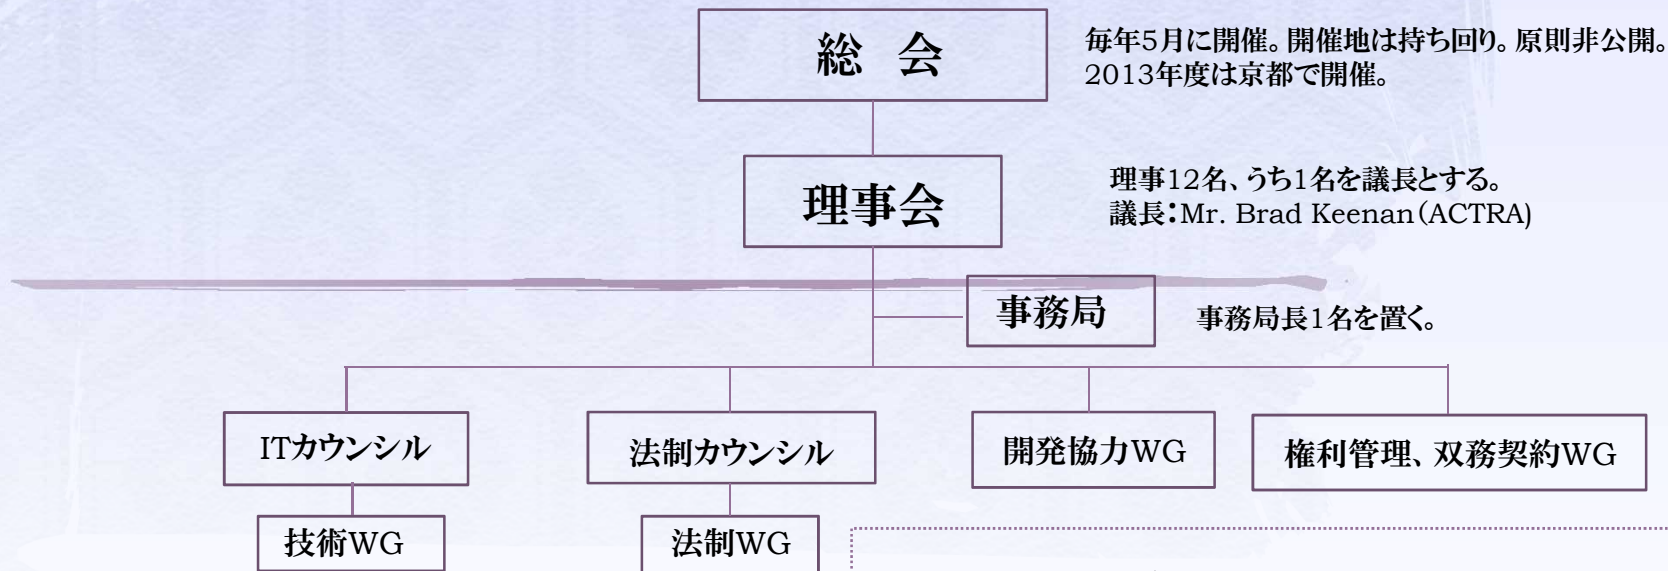 総　会
毎年5月に開催。開催地は持ち回り。原則非公開。
2013年度は京都で開催。
理事会
理事12名、うち1名を議長とする。
議長：Mr. Brad Keenan（ACTRA)
事務局
事務局長1名を置く。
ITカウンシル
法制カウンシル
開発協力WG
権利管理、双務契約WG
技術WG
法制WG